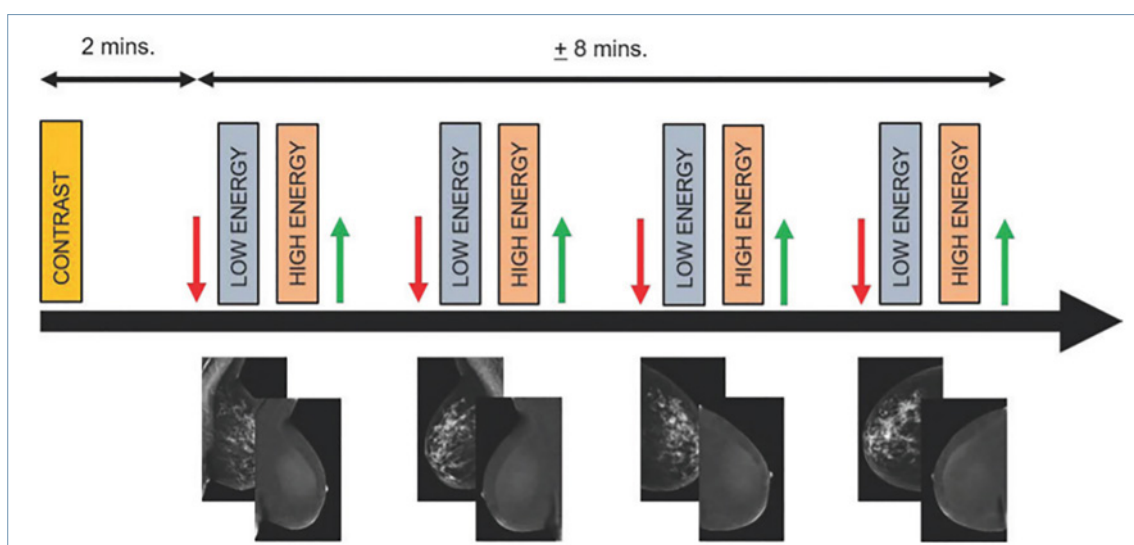 2 mins.
± 8 mins.
CONTRAST
LOW ENERGY
HIGH ENERGY
LOW ENERGY
HIGH ENERGY
LOW ENERGY
HIGH ENERGY
LOW ENERGY
HIGH ENERGY